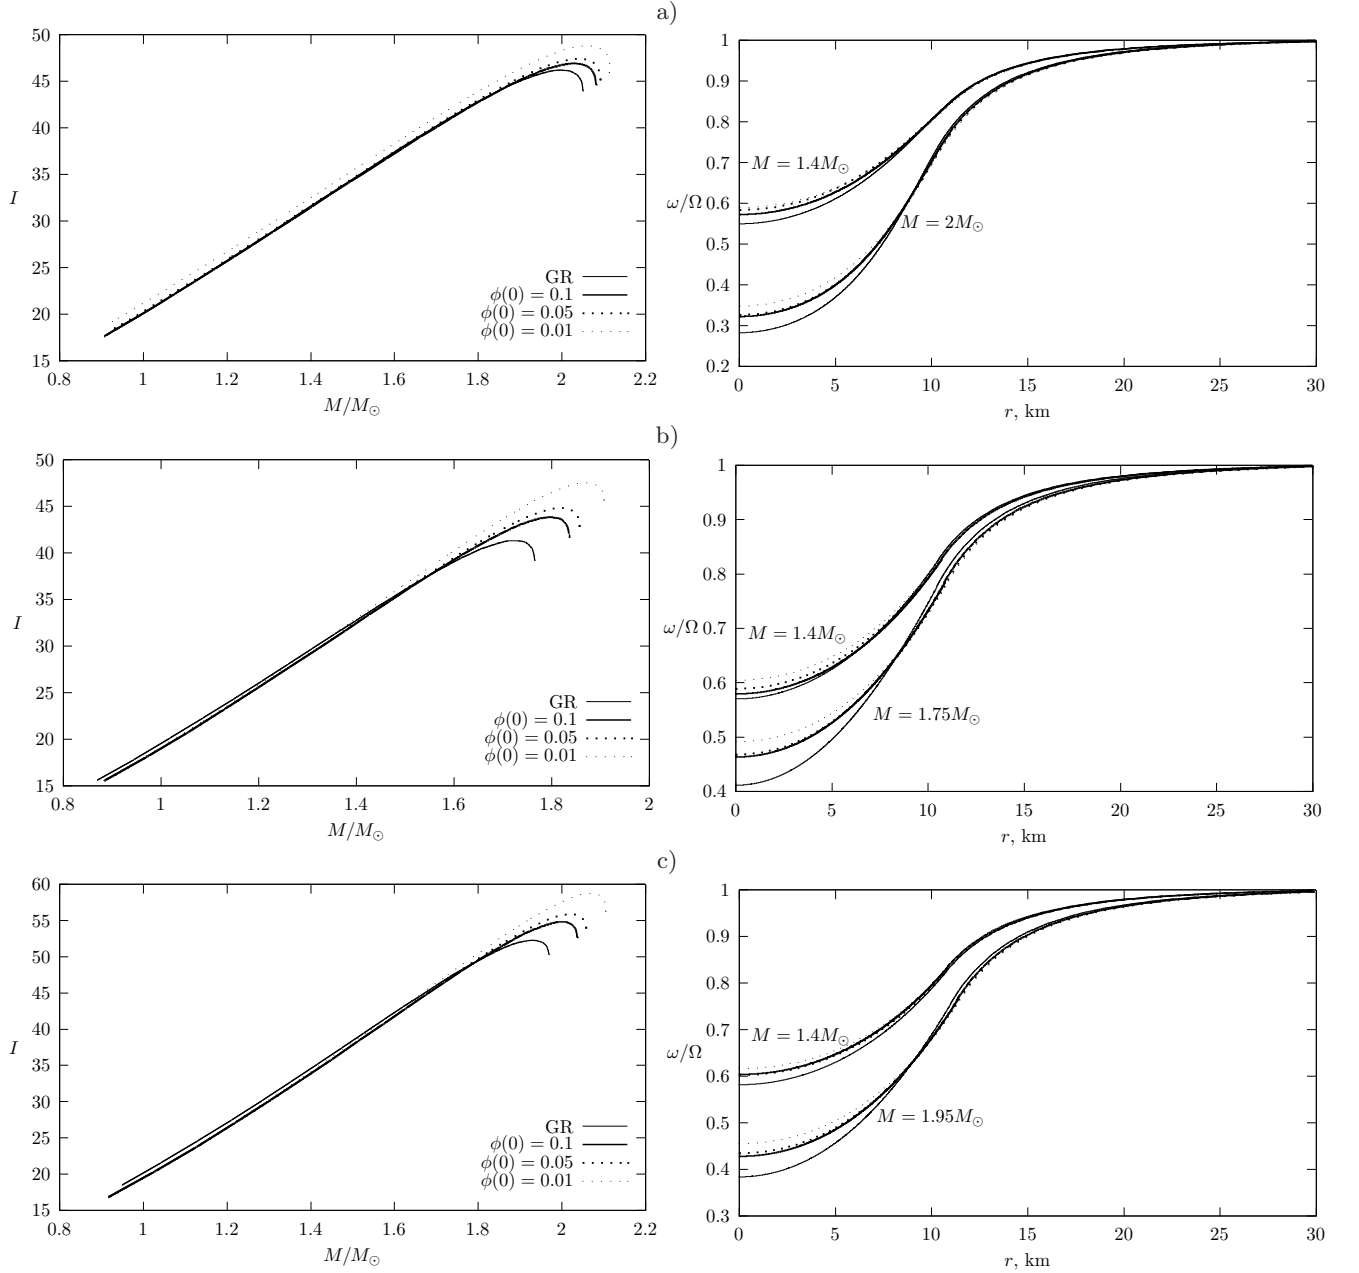 a)
50
45
40
35
30
25
20
15
I
0.8 1 1.2 1.4 1.6 1.8 2 2.2
M/M⊙
GR
ϕ(0) = 0.1
ϕ(0) = 0.05
ϕ(0) = 0.01
1
0.9
0.8
0.7
0.6
0.5
0.4
0.3
0.2
ω/Ω
M = 1.4M⊙
M = 2M⊙
0 5 10 15 20 25 30
r, km
b)
50
45
40
35
30
25
20
15
I
0.8 1 1.2 1.4 1.6 1.8 2
M/M⊙
GR
ϕ(0) = 0.1
ϕ(0) = 0.05
ϕ(0) = 0.01
1
0.9
0.8
0.7
0.6
0.5
0.4
ω/Ω
M = 1.4M⊙
M = 1.75M⊙
0 5 10 15 20 25 30
r, km
c)
60
55
50
45
40
35
30
25
20
15
I
0.8 1 1.2 1.4 1.6 1.8 2 2.2
M/M⊙
GR
ϕ(0) = 0.1
ϕ(0) = 0.05
ϕ(0) = 0.01
1
0.9
0.8
0.7
0.6
0.5
0.4
0.3
ω/Ω
M = 1.4M⊙
M = 1.95M⊙
0 5 10 15 20 25 30
r, km